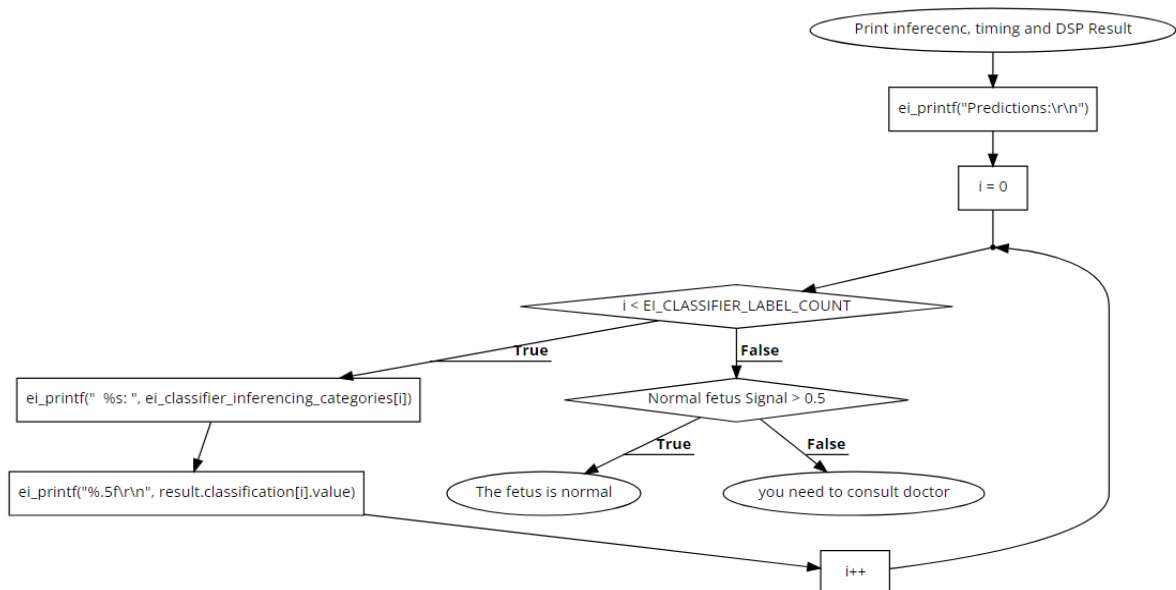 Print inferecenc, timing and DSP Result
ei_printf("Predictions:\r\n")
i = 0
i < EI_CLASSIFIER_LABEL_COUNT
True
False
ei_printf("  %s: ", ei_classifier_inferencing_categories[i])
Normal fetus Signal > 0.5
True
False
ei_printf("%.5f\r\n", result.classification[i].value)
The fetus is normal
you need to consult doctor
i++